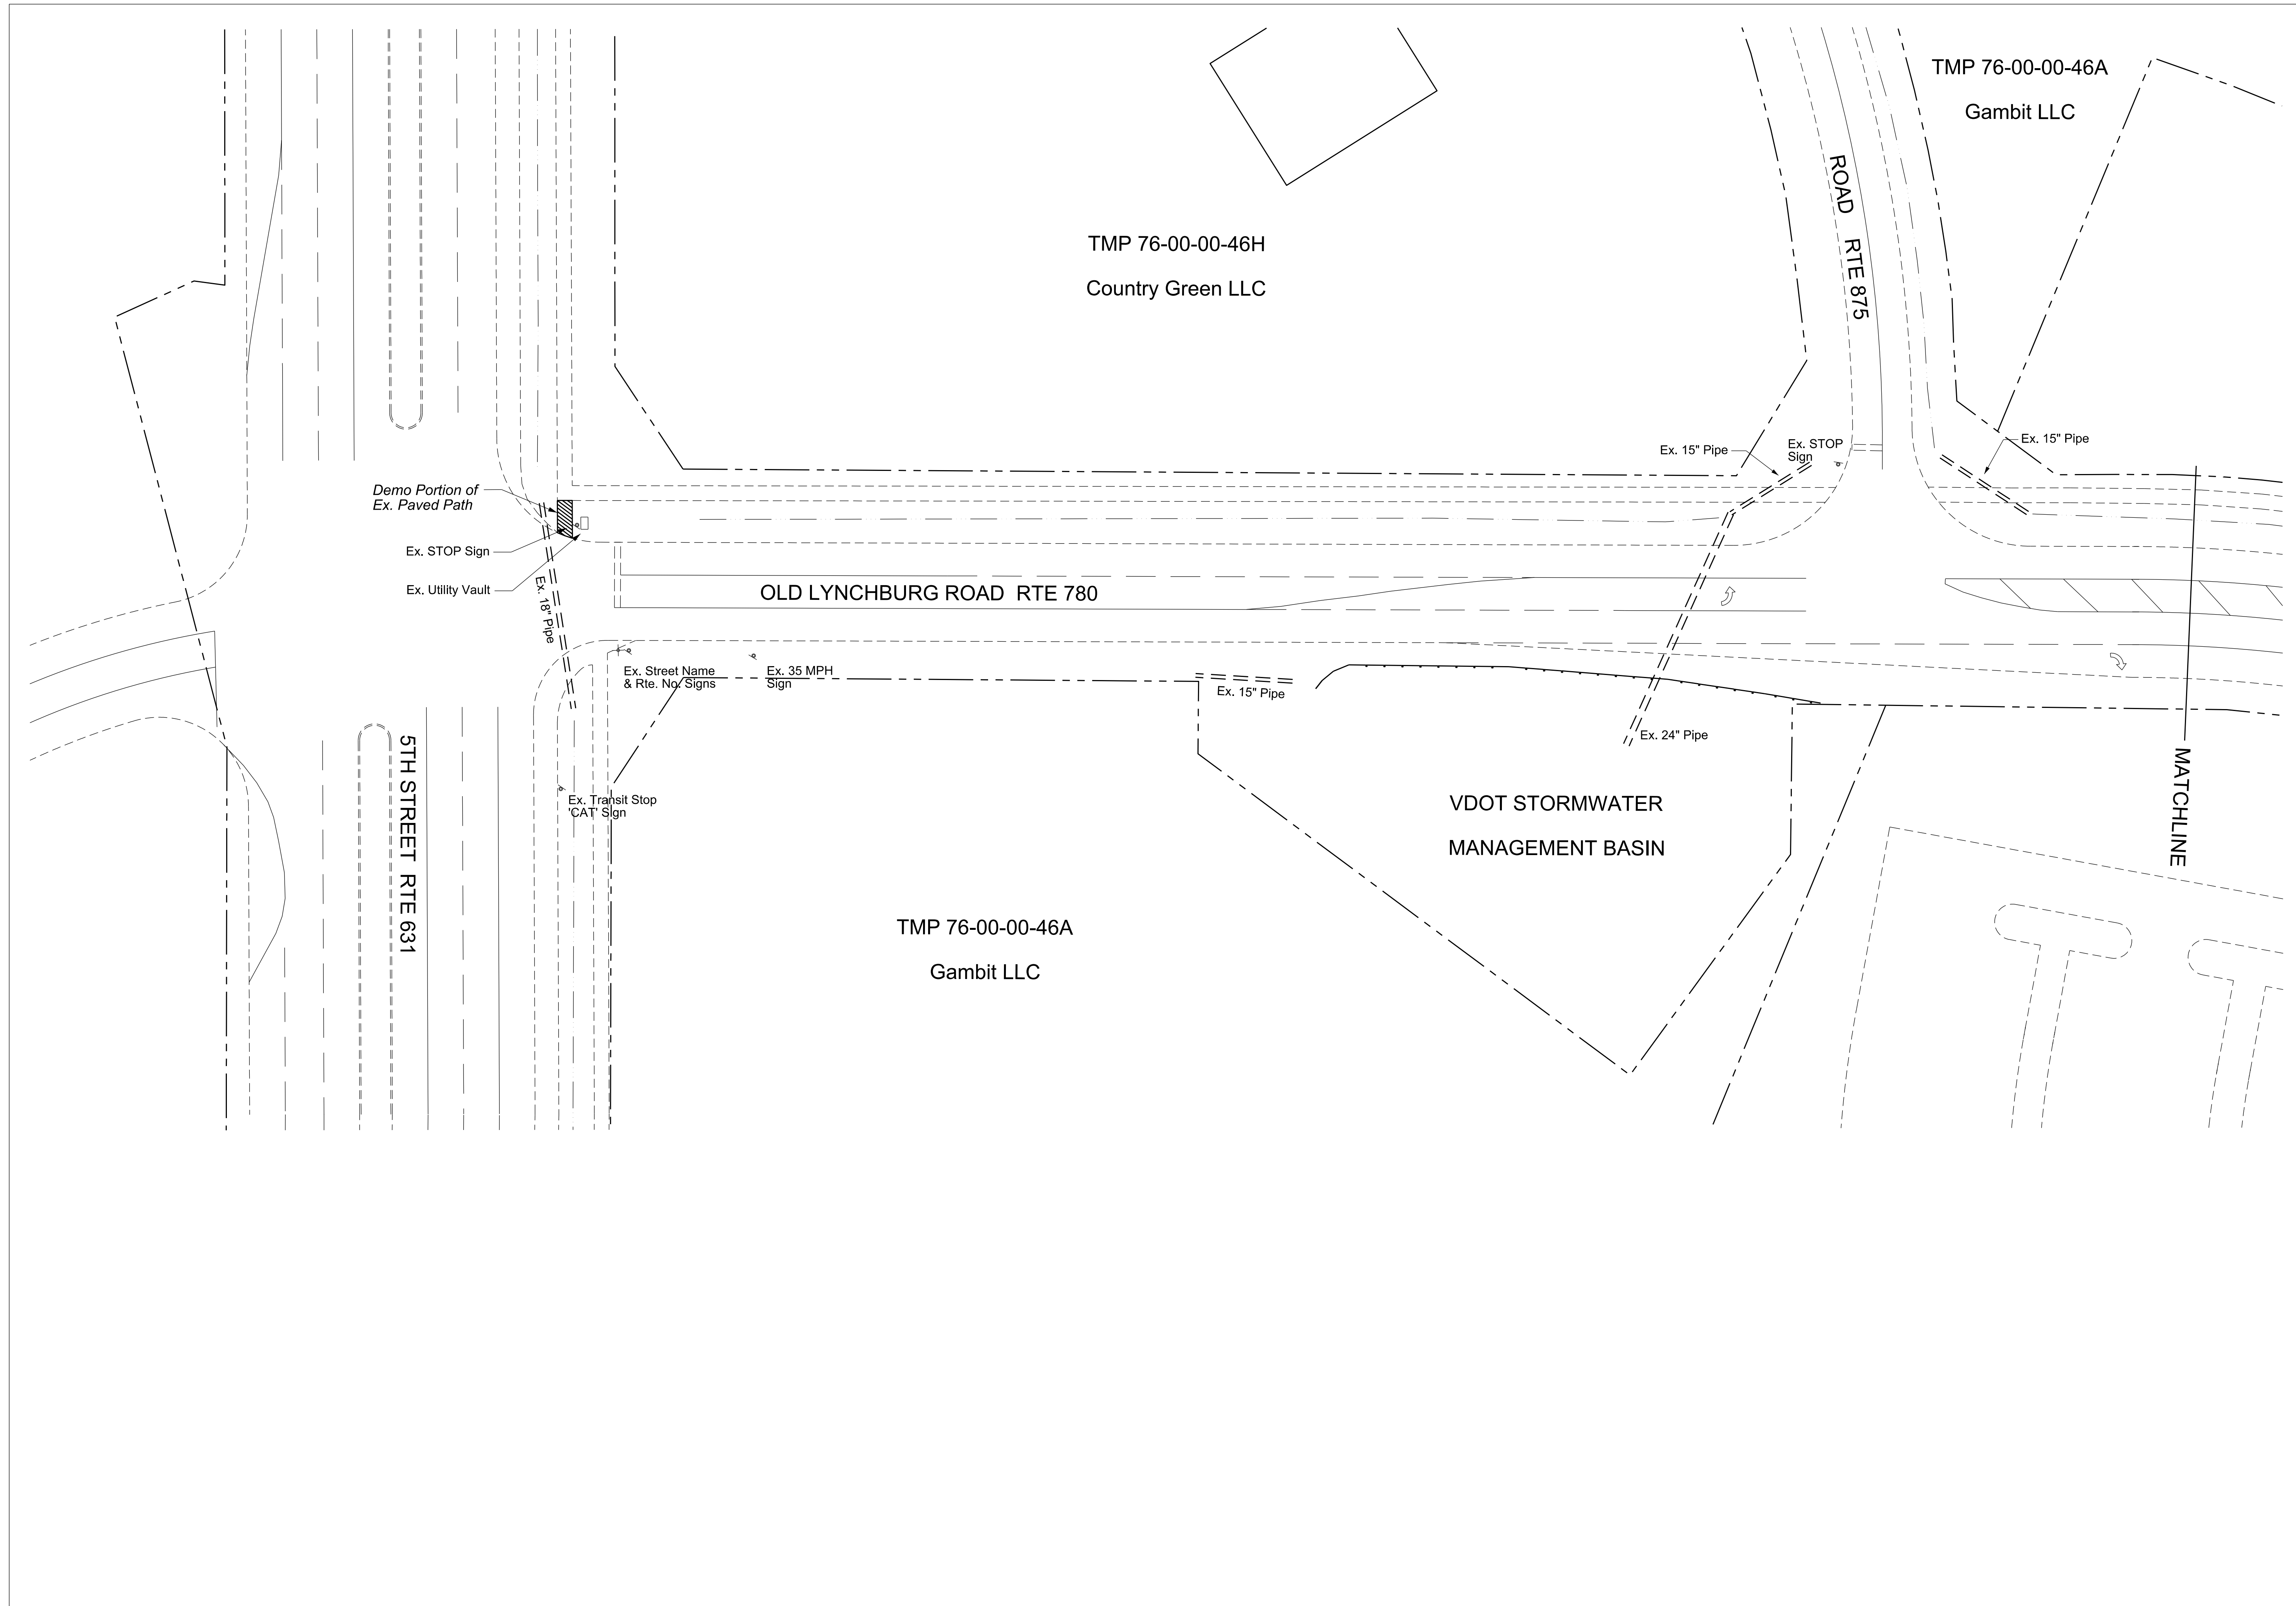 TMP 76-00-00-46A
Gambit LLC
ROAD RTE 875
TMP 76-00-00-46H
Country Green LLC
Ex. 15" Pipe
Ex. STOP
Sign
Ex. 15" Pipe
Demo Portion of
Ex. Paved Path
Ex. STOP Sign
Ex. Utility Vault
Ex. 18" Pipe
OLD LYNCHBURG ROAD RTE 780
Ex. Street Name
& Rte. No. Signs
Ex. 35 MPH
Sign
Ex. 15" Pipe
Ex. 24" Pipe
5TH STREET RTE 631
Ex. Transit Stop
'CAT' Sign
VDOT STORMWATER
MANAGEMENT BASIN
MATCHLINE
TMP 76-00-00-46A
Gambit LLC